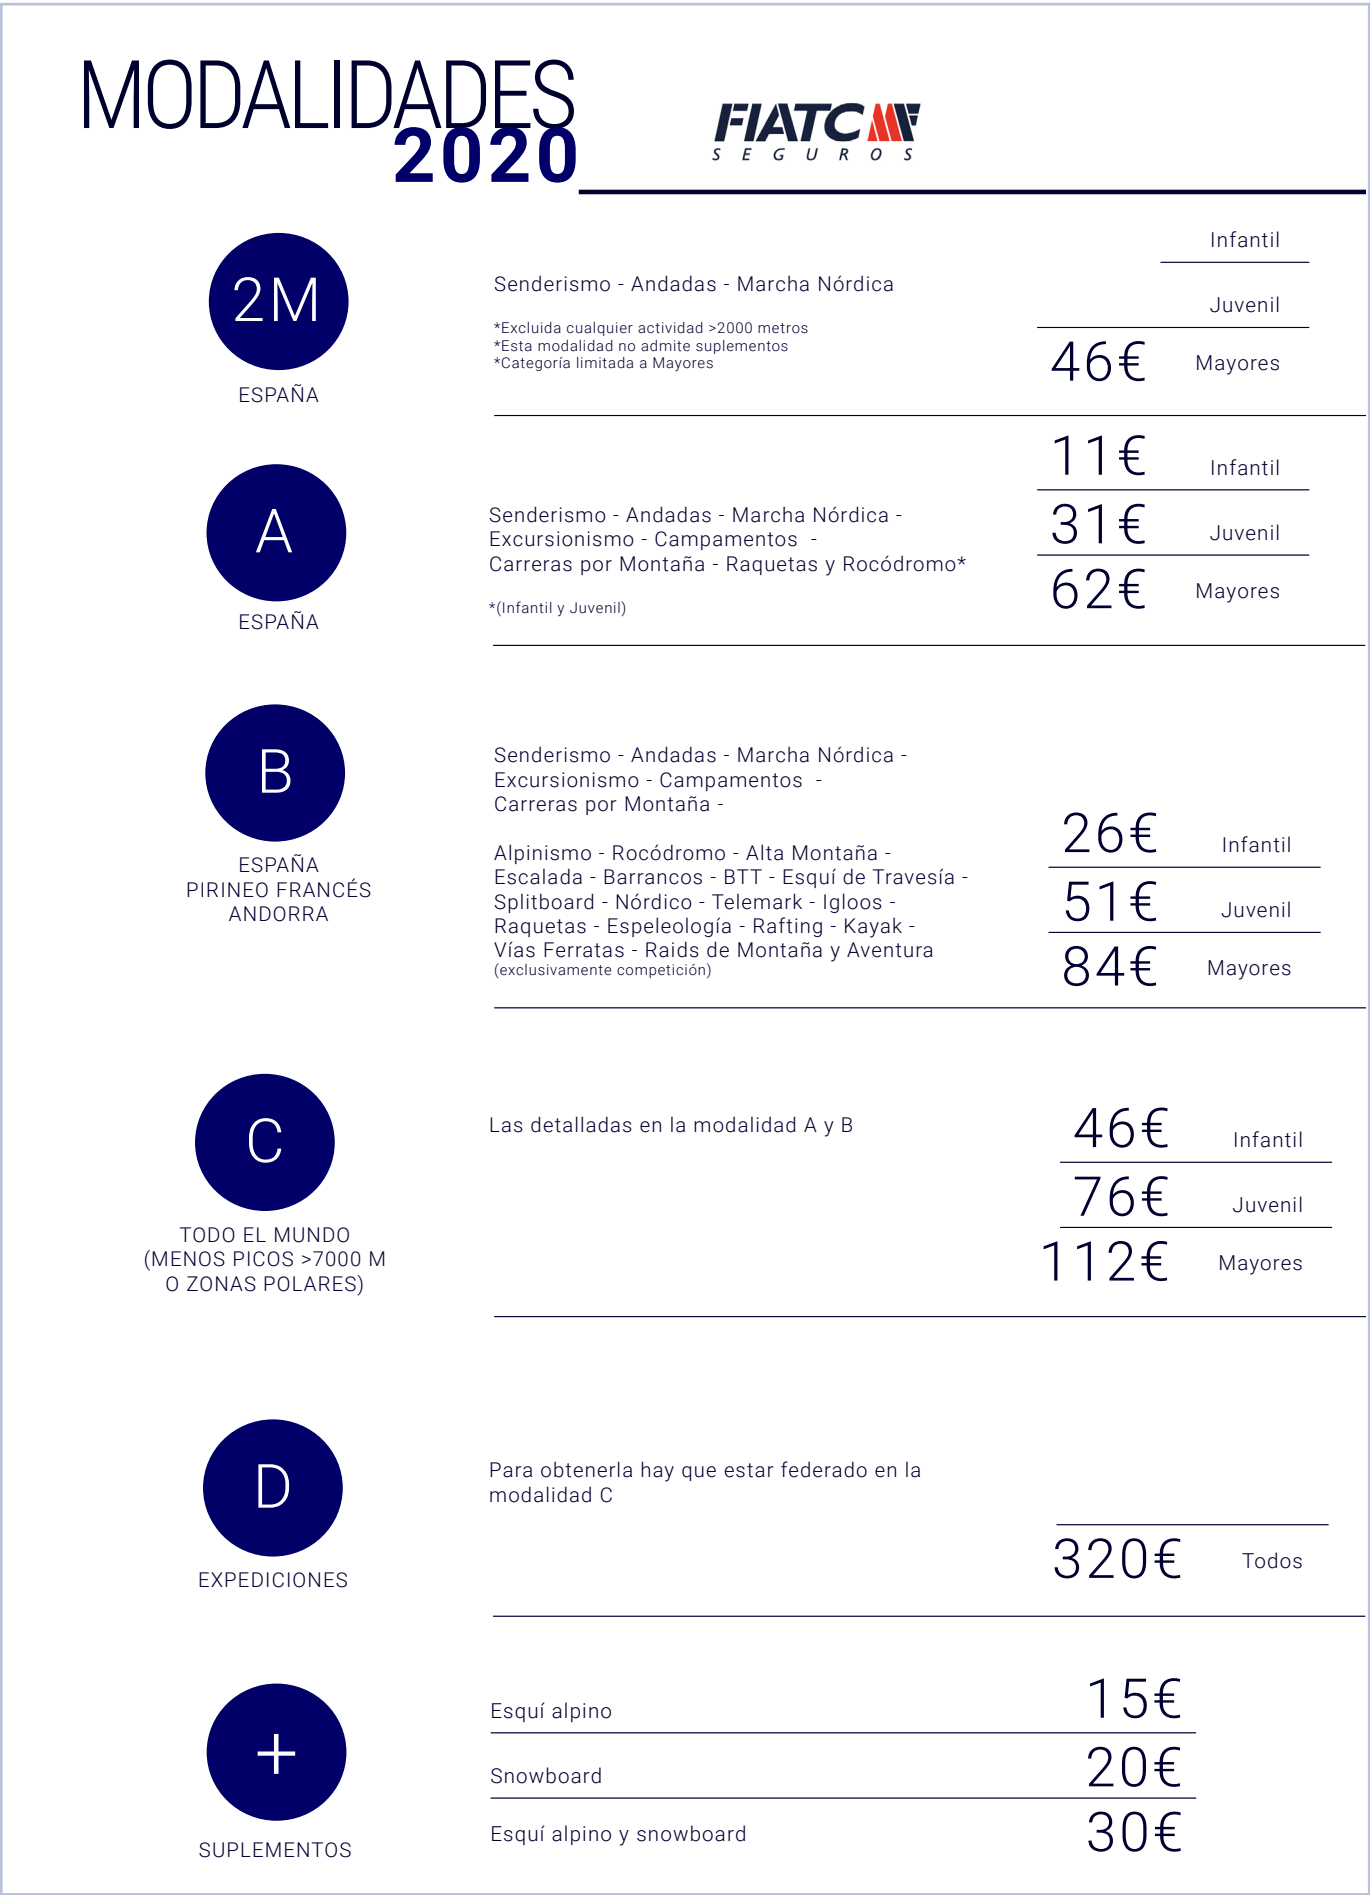 MODALIDADES
2020
FIATC
SEGUROS
2M
ESPAÑA
Senderismo - Andadas - Marcha Nórdica
*Excluida cualquier actividad >2000 metros
*Esta modalidad no admite suplementos
*Categoría limitada a Mayores
Infantil
Juvenil
46€ Mayores
A
ESPAÑA
Senderismo - Andadas - Marcha Nórdica -
Excursionismo - Campamentos -
Carreras por Montaña - Raquetas y Rocódromo*
*(Infantil y Juvenil)
11€ Infantil
31€ Juvenil
62€ Mayores
B
ESPAÑA
PIRINEO FRANCÉS
ANDORRA
Senderismo - Andadas - Marcha Nórdica -
Excursionismo - Campamentos -
Carreras por Montaña -
Alpinismo - Rocódromo - Alta Montaña -
Escalada - Barrancos - BTT - Esquí de Travesía -
Splitboard - Nórdico - Telemark - Igloos -
Raquetas - Espeleología - Rafting - Kayak -
Vías Ferratas - Raids de Montaña y Aventura
(exclusivamente competición)
26€ Infantil
51€ Juvenil
84€ Mayores
C
TODO EL MUNDO
(MENOS PICOS >7000 M
O ZONAS POLARES)
Las detalladas en la modalidad A y B
46€ Infantil
76€ Juvenil
112€ Mayores
D
EXPEDICIONES
Para obtenerla hay que estar federado en la
modalidad C
320€ Todos
+
SUPLEMENTOS
Esquí alpino 15€
Snowboard 20€
Esquí alpino y snowboard 30€